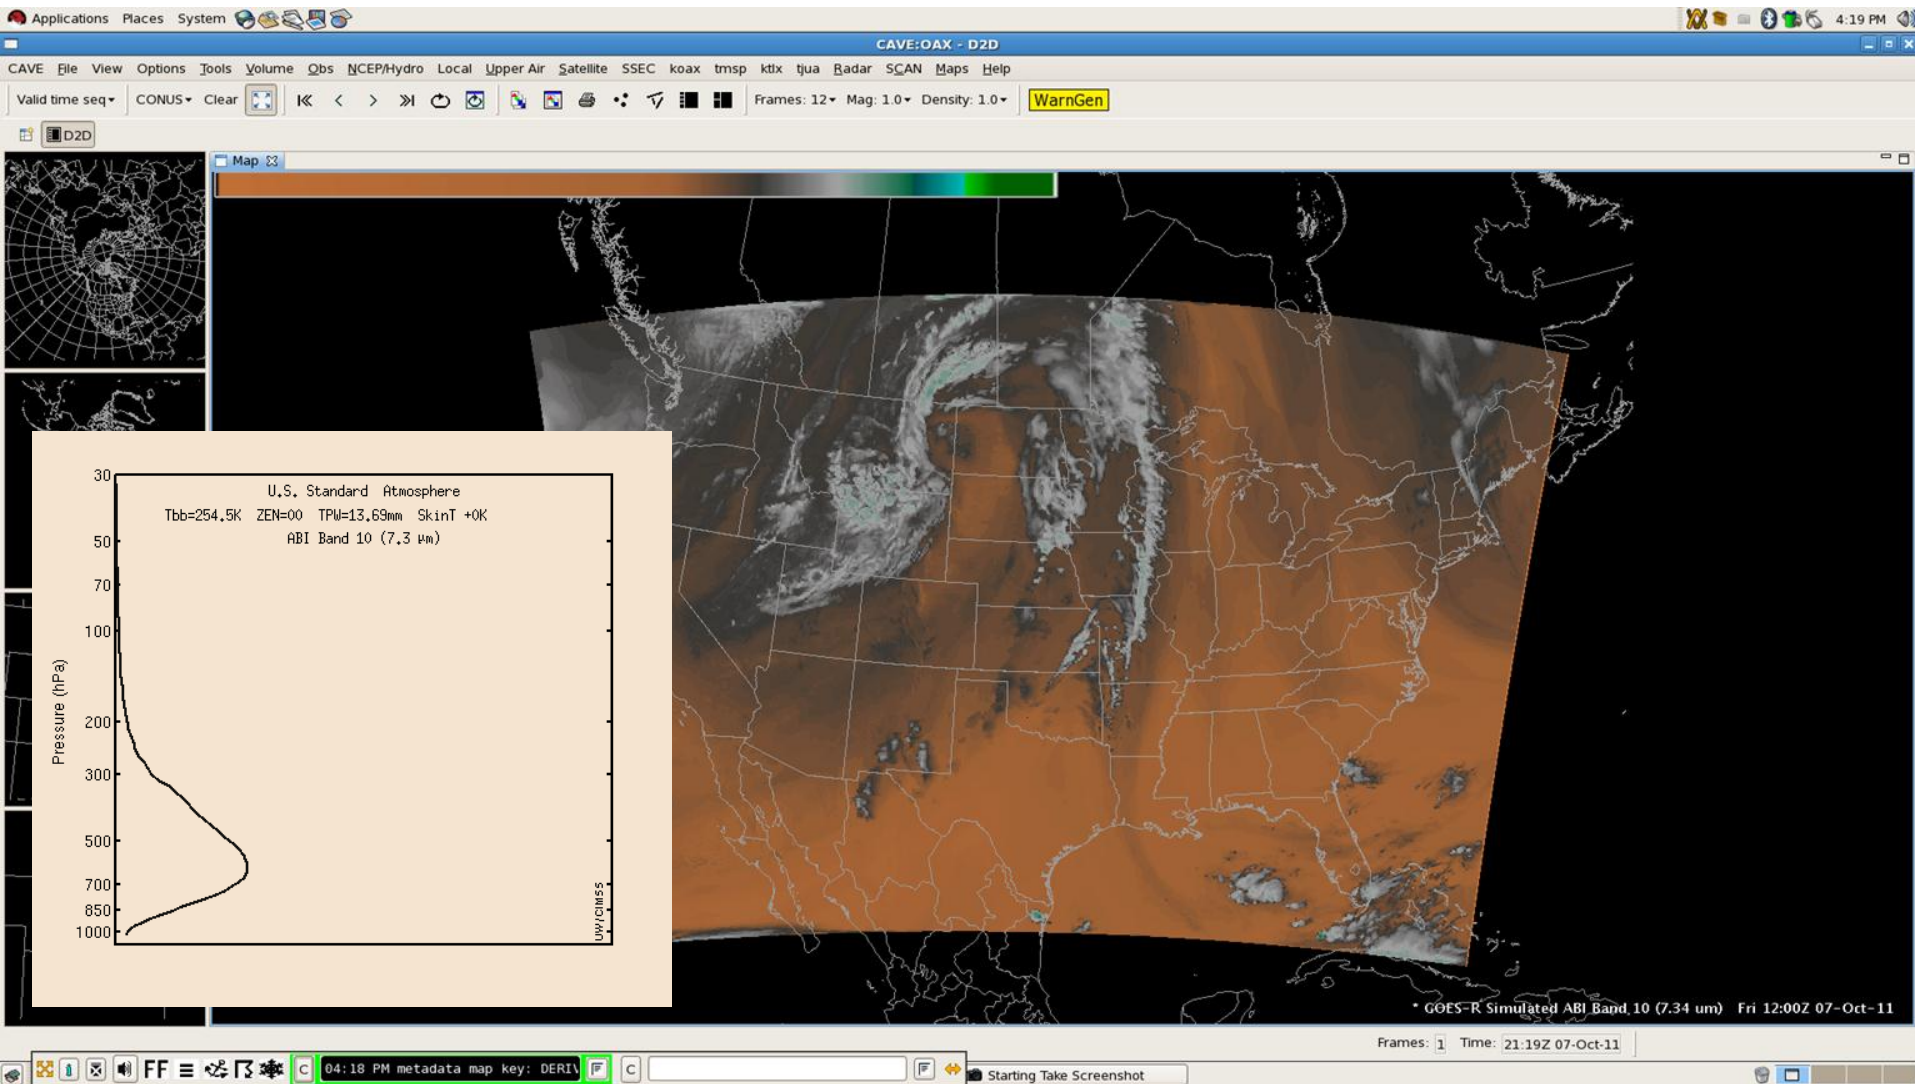 Applications Places System 4:19 PM
CAVE:OAX - D2D
CAVE File View Options Tools Volume Obs NCEP/Hydro Local Upper Air Satellite SSEC koax tmsp ktlx tjua Radar SCAN Maps Help
Valid time seq CONUS Clear Frames: 12 Mag: 1.0 Density: 1.0 WarnGen
D2D
Map
30
U.S. Standard Atmosphere
Tbb=254.5K ZEN=00 TPW=13.69mm SkinT +0K
ABI Band 10 (7.3 µm)
50
70
100
Pressure (hPa)
200
300
500
700
850
1000
UW/CIMSS
* GOES-R Simulated ABI Band 10 (7.34 um) Fri 12:00Z 07-Oct-11
Frames: 1 Time: 21:19Z 07-Oct-11
FF C 04:18 PM metadata map key: DERIV F C F
Starting Take Screenshot